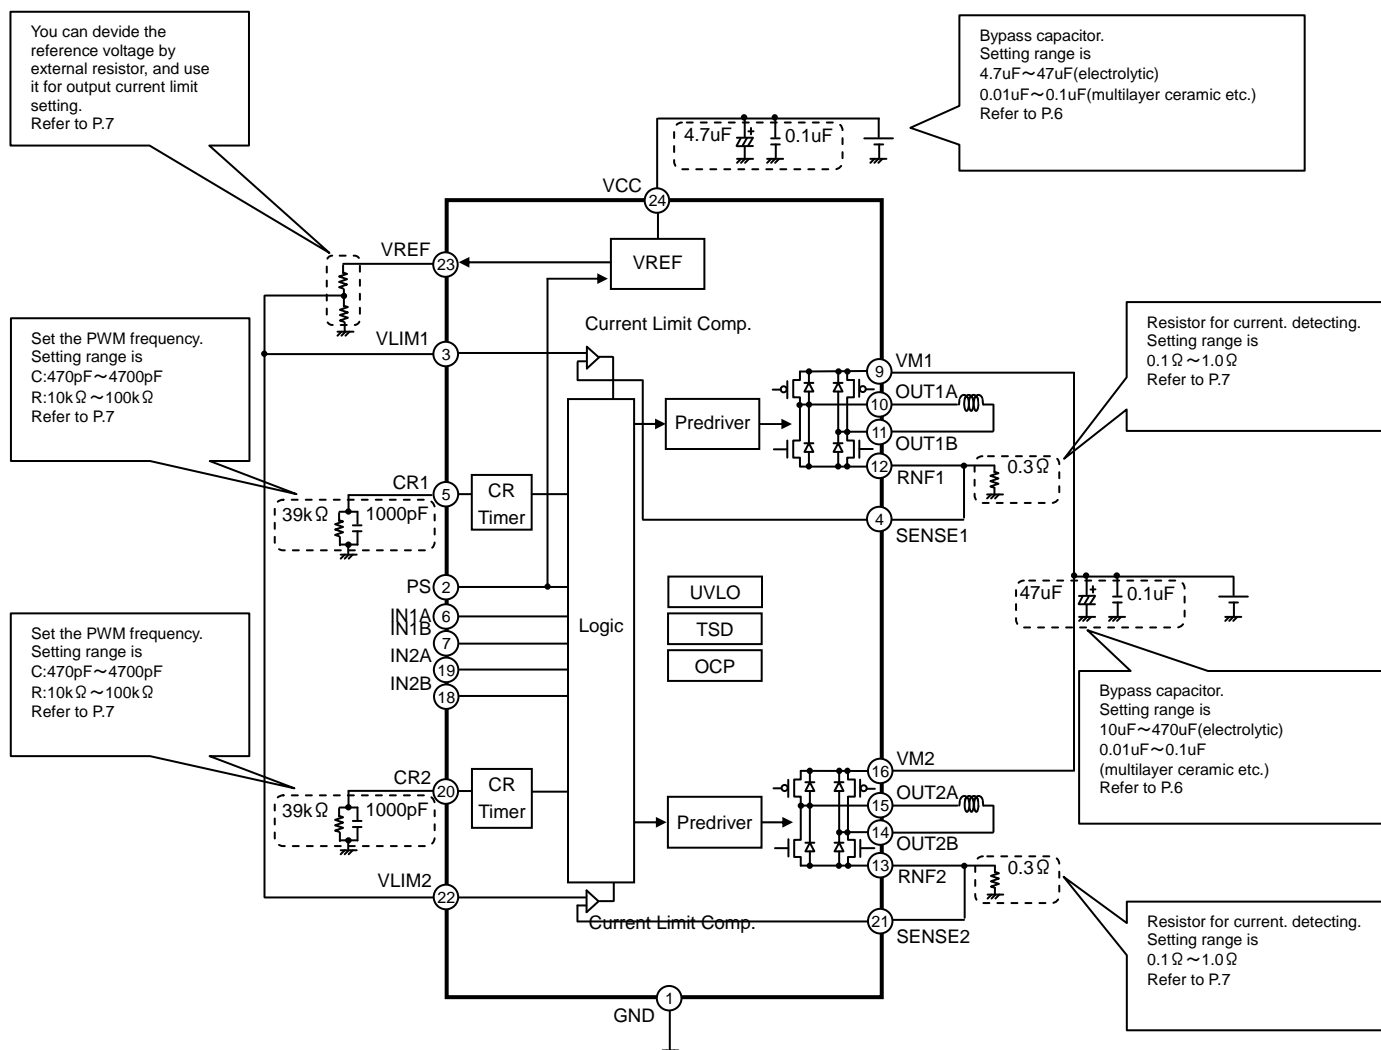 You can devide the
reference voltage by
external resistor, and use
it for output current limit
setting.
Refer to P.7
Bypass capacitor.
Setting range is
4.7uF～47uF(electrolytic)
0.01uF～0.1uF(multilayer ceramic etc.)
Refer to P.6
4.7uF
+
0.1uF
VCC
24
VREF
23
VREF
Current Limit Comp.
VLIM1
3
Set the PWM frequency.
Setting range is
C:470pF～4700pF
R:10kΩ～100kΩ
Refer to P.7
Resistor for current. detecting.
Setting range is
0.1Ω～1.0Ω
Refer to P.7
9
VM1
10
OUT1A
11
OUT1B
12
RNF1
0.3Ω
4
SENSE1
Predriver
CR1
5
CR
Timer
39kΩ
1000pF
PS
2
IN1A
6
IN1B
7
IN2A
19
IN2B
18
Logic
UVLO
TSD
OCP
47uF
+
0.1uF
Set the PWM frequency.
Setting range is
C:470pF～4700pF
R:10kΩ～100kΩ
Refer to P.7
Bypass capacitor.
Setting range is
10uF～470uF(electrolytic)
0.01uF～0.1uF
(multilayer ceramic etc.)
Refer to P.6
CR2
20
CR
Timer
39kΩ
1000pF
Predriver
16
VM2
15
OUT2A
14
OUT2B
13
RNF2
0.3Ω
VLIM2
22
Current Limit Comp.
21
SENSE2
Resistor for current. detecting.
Setting range is
0.1Ω～1.0Ω
Refer to P.7
1
GND